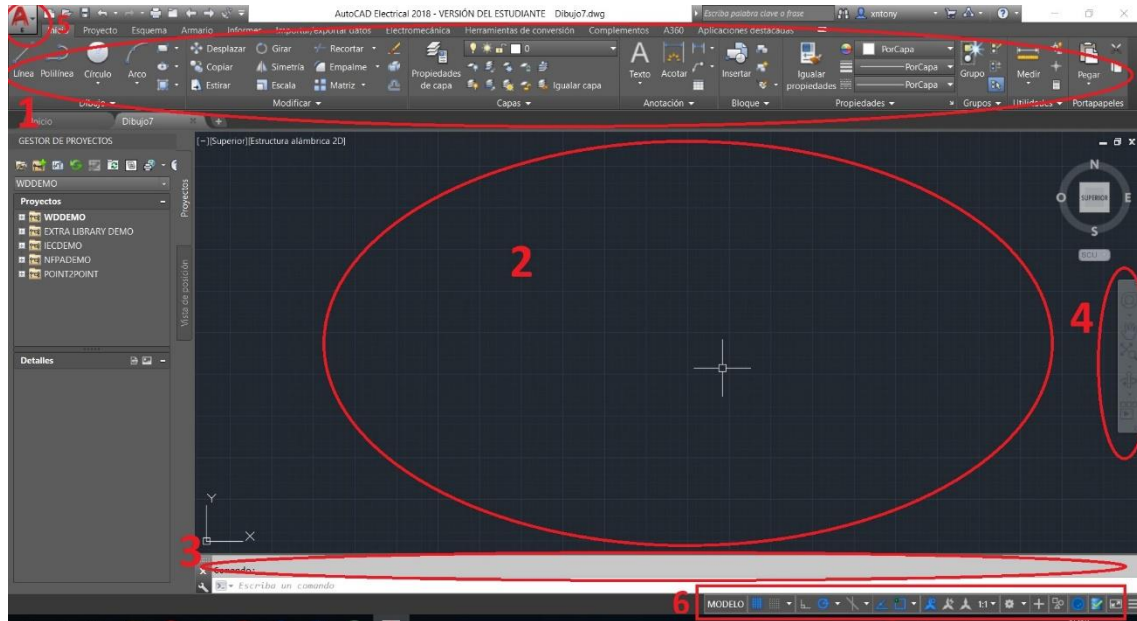 AutoCAD Electrical 2018 - VERSIÓN DEL ESTUDIANTE Dibujo7.dwg
Escriba palabra clave o frase
xntony
5
Inicio Proyecto Esquema Armario Informes Importar/exportar datos Electromecánica Herramientas de conversión Complementos A360 Aplicaciones destacadas
Línea Polilínea Círculo Arco
Desplazar Girar Recortar
Copiar Simetría Empalme
Estirar Escala Matriz
Propiedades de capa
0
Igualar capa
Texto Acotar
Insertar
Igualar propiedades
PorCapa
PorCapa
PorCapa
Grupo
Medir
Pegar
Dibujo Modificar Capas Anotación Bloque Propiedades Grupos Utilidades Portapapeles
1
Inicio Dibujo7
GESTOR DE PROYECTOS
WDDEMO
Proyectos
WDDEMO
EXTRA LIBRARY DEMO
IECDEMO
NFPADEMO
POINT2POINT
Detalles
Proyectos
Vista de posición
[−][Superior][Estructura alámbrica 2D]
2
N
O SUPERIOR E
S
SCU
4
Y
X
3
Comando:
Escriba un comando
6
MODELO 1:1